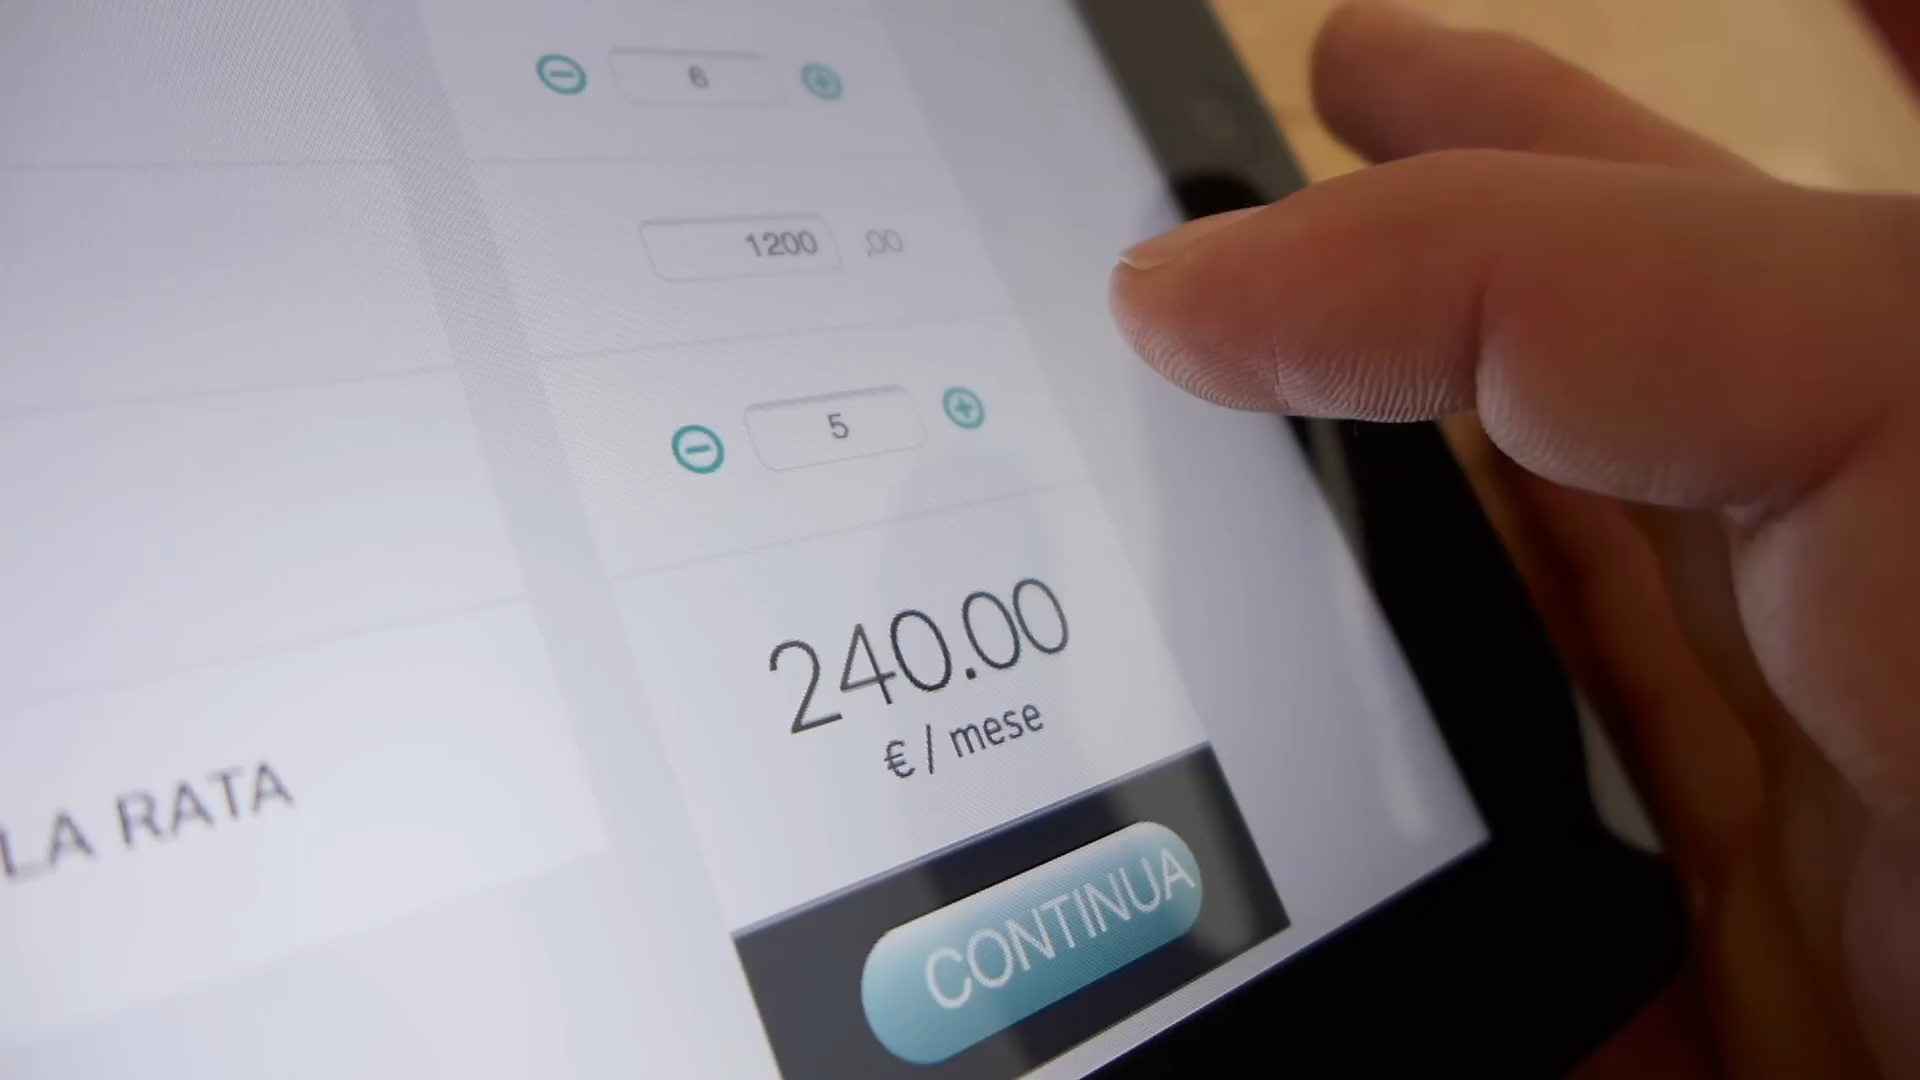 6
1200 ,00
5
240.00
€ / mese
LA RATA
CONTINUA